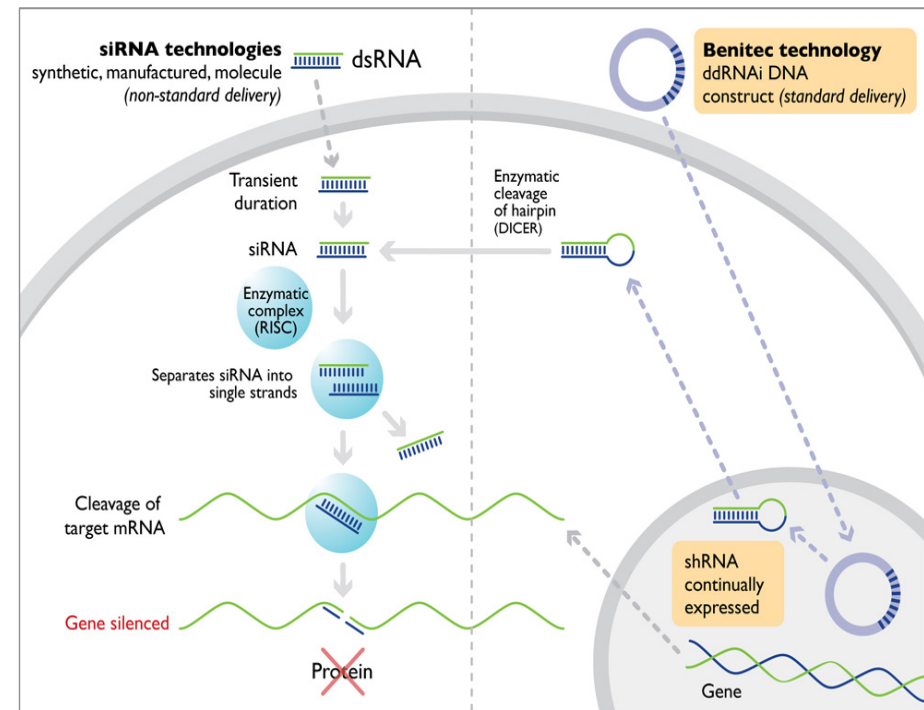 siRNA technologies
synthetic, manufactured, molecule
(non-standard delivery)
dsRNA
Benitec technology
ddRNAi DNA
construct (standard delivery)
Transient
duration
Enzymatic
cleavage
of hairpin
(DICER)
siRNA
Enzymatic
complex
(RISC)
Separates siRNA into
single strands
Cleavage of
target mRNA
shRNA
continually
expressed
Gene silenced
Protein
Gene